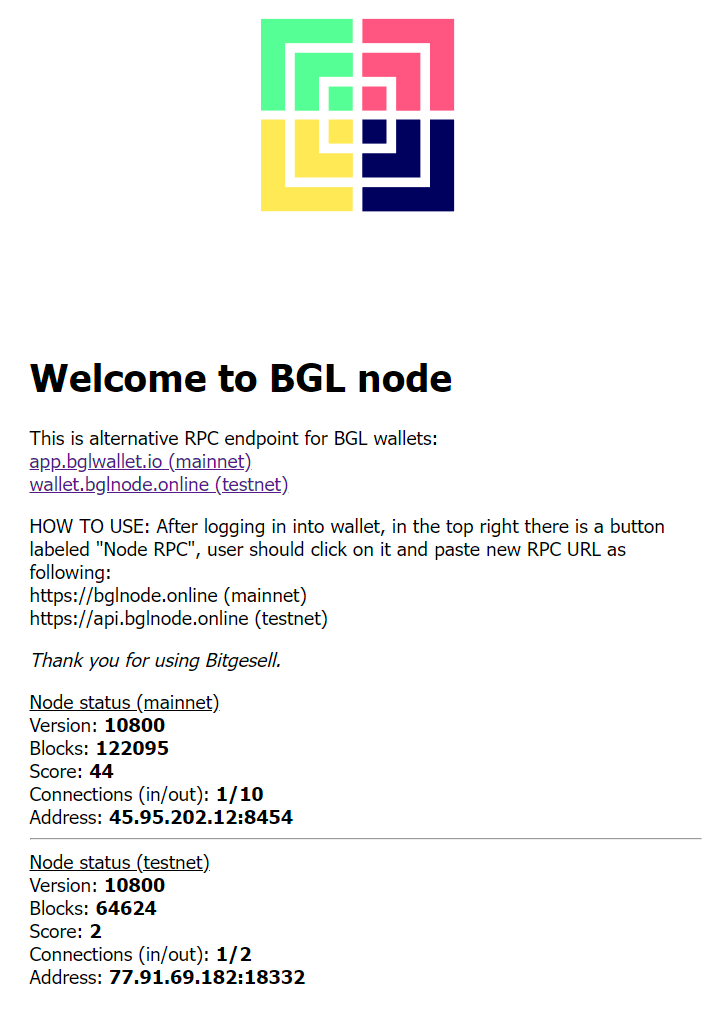 Welcome to BGL node
This is alternative RPC endpoint for BGL wallets:
app.bglwallet.io (mainnet)
wallet.bglnode.online (testnet)
HOW TO USE: After logging in into wallet, in the top right there is a button
labeled "Node RPC", user should click on it and paste new RPC URL as
following:
https://bglnode.online (mainnet)
https://api.bglnode.online (testnet)
Thank you for using Bitgesell.
Node status (mainnet)
Version: 10800
Blocks: 122095
Score: 44
Connections (in/out): 1/10
Address: 45.95.202.12:8454
Node status (testnet)
Version: 10800
Blocks: 64624
Score: 2
Connections (in/out): 1/2
Address: 77.91.69.182:18332